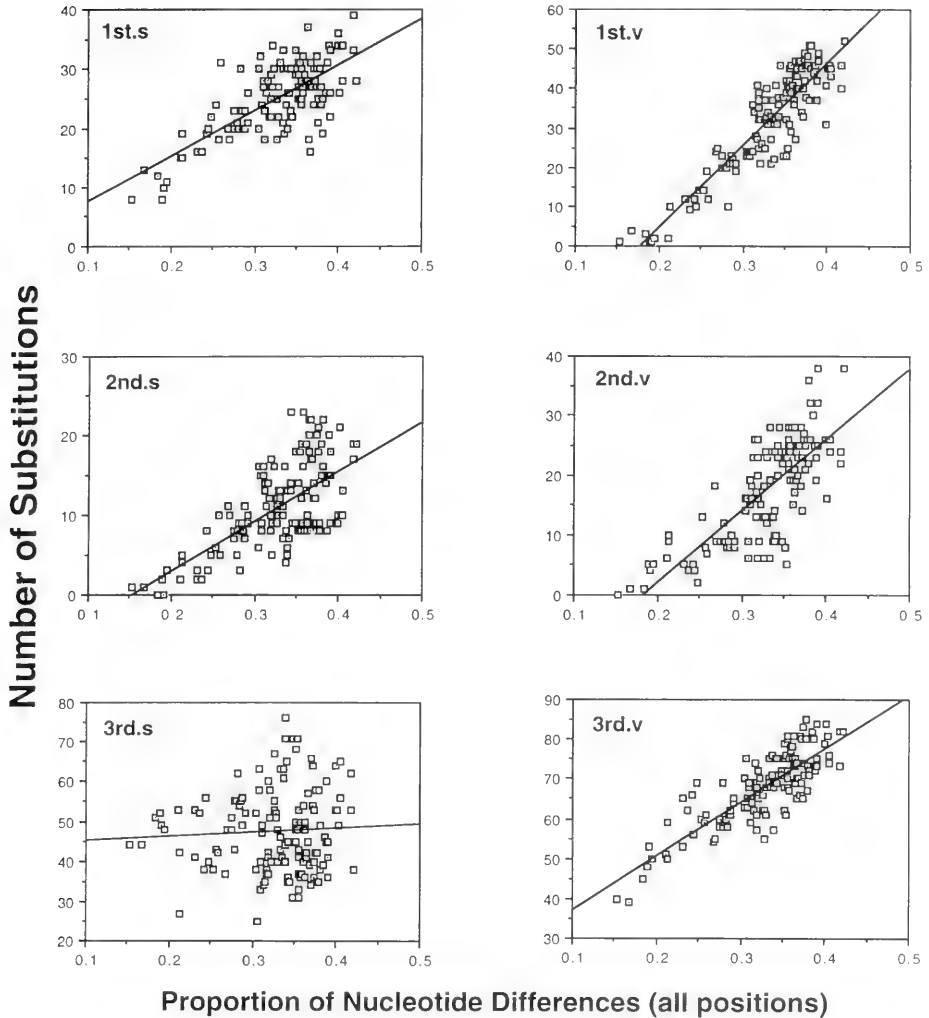 Number of Substitutions
1st.s
40
30
20
10
0
0.1 0.2 0.3 0.4 0.5
1st.v
60
50
40
30
20
10
0
0.1 0.2 0.3 0.4 0 5
2nd.s
30
20
10
0
0.1 0.2 0.3 0.4 0.5
2nd.v
40
30
20
10
0
0.1 0.2 0.3 0.4 0 5
3rd.s
80
70
60
50
40
30
20
0.1 0.2 0.3 0.4 0.5
3rd.v
90
80
70
60
50
40
30
0.1 0.2 0.3 0.4 0.5
Proportion of Nucleotide Differences (all positions)